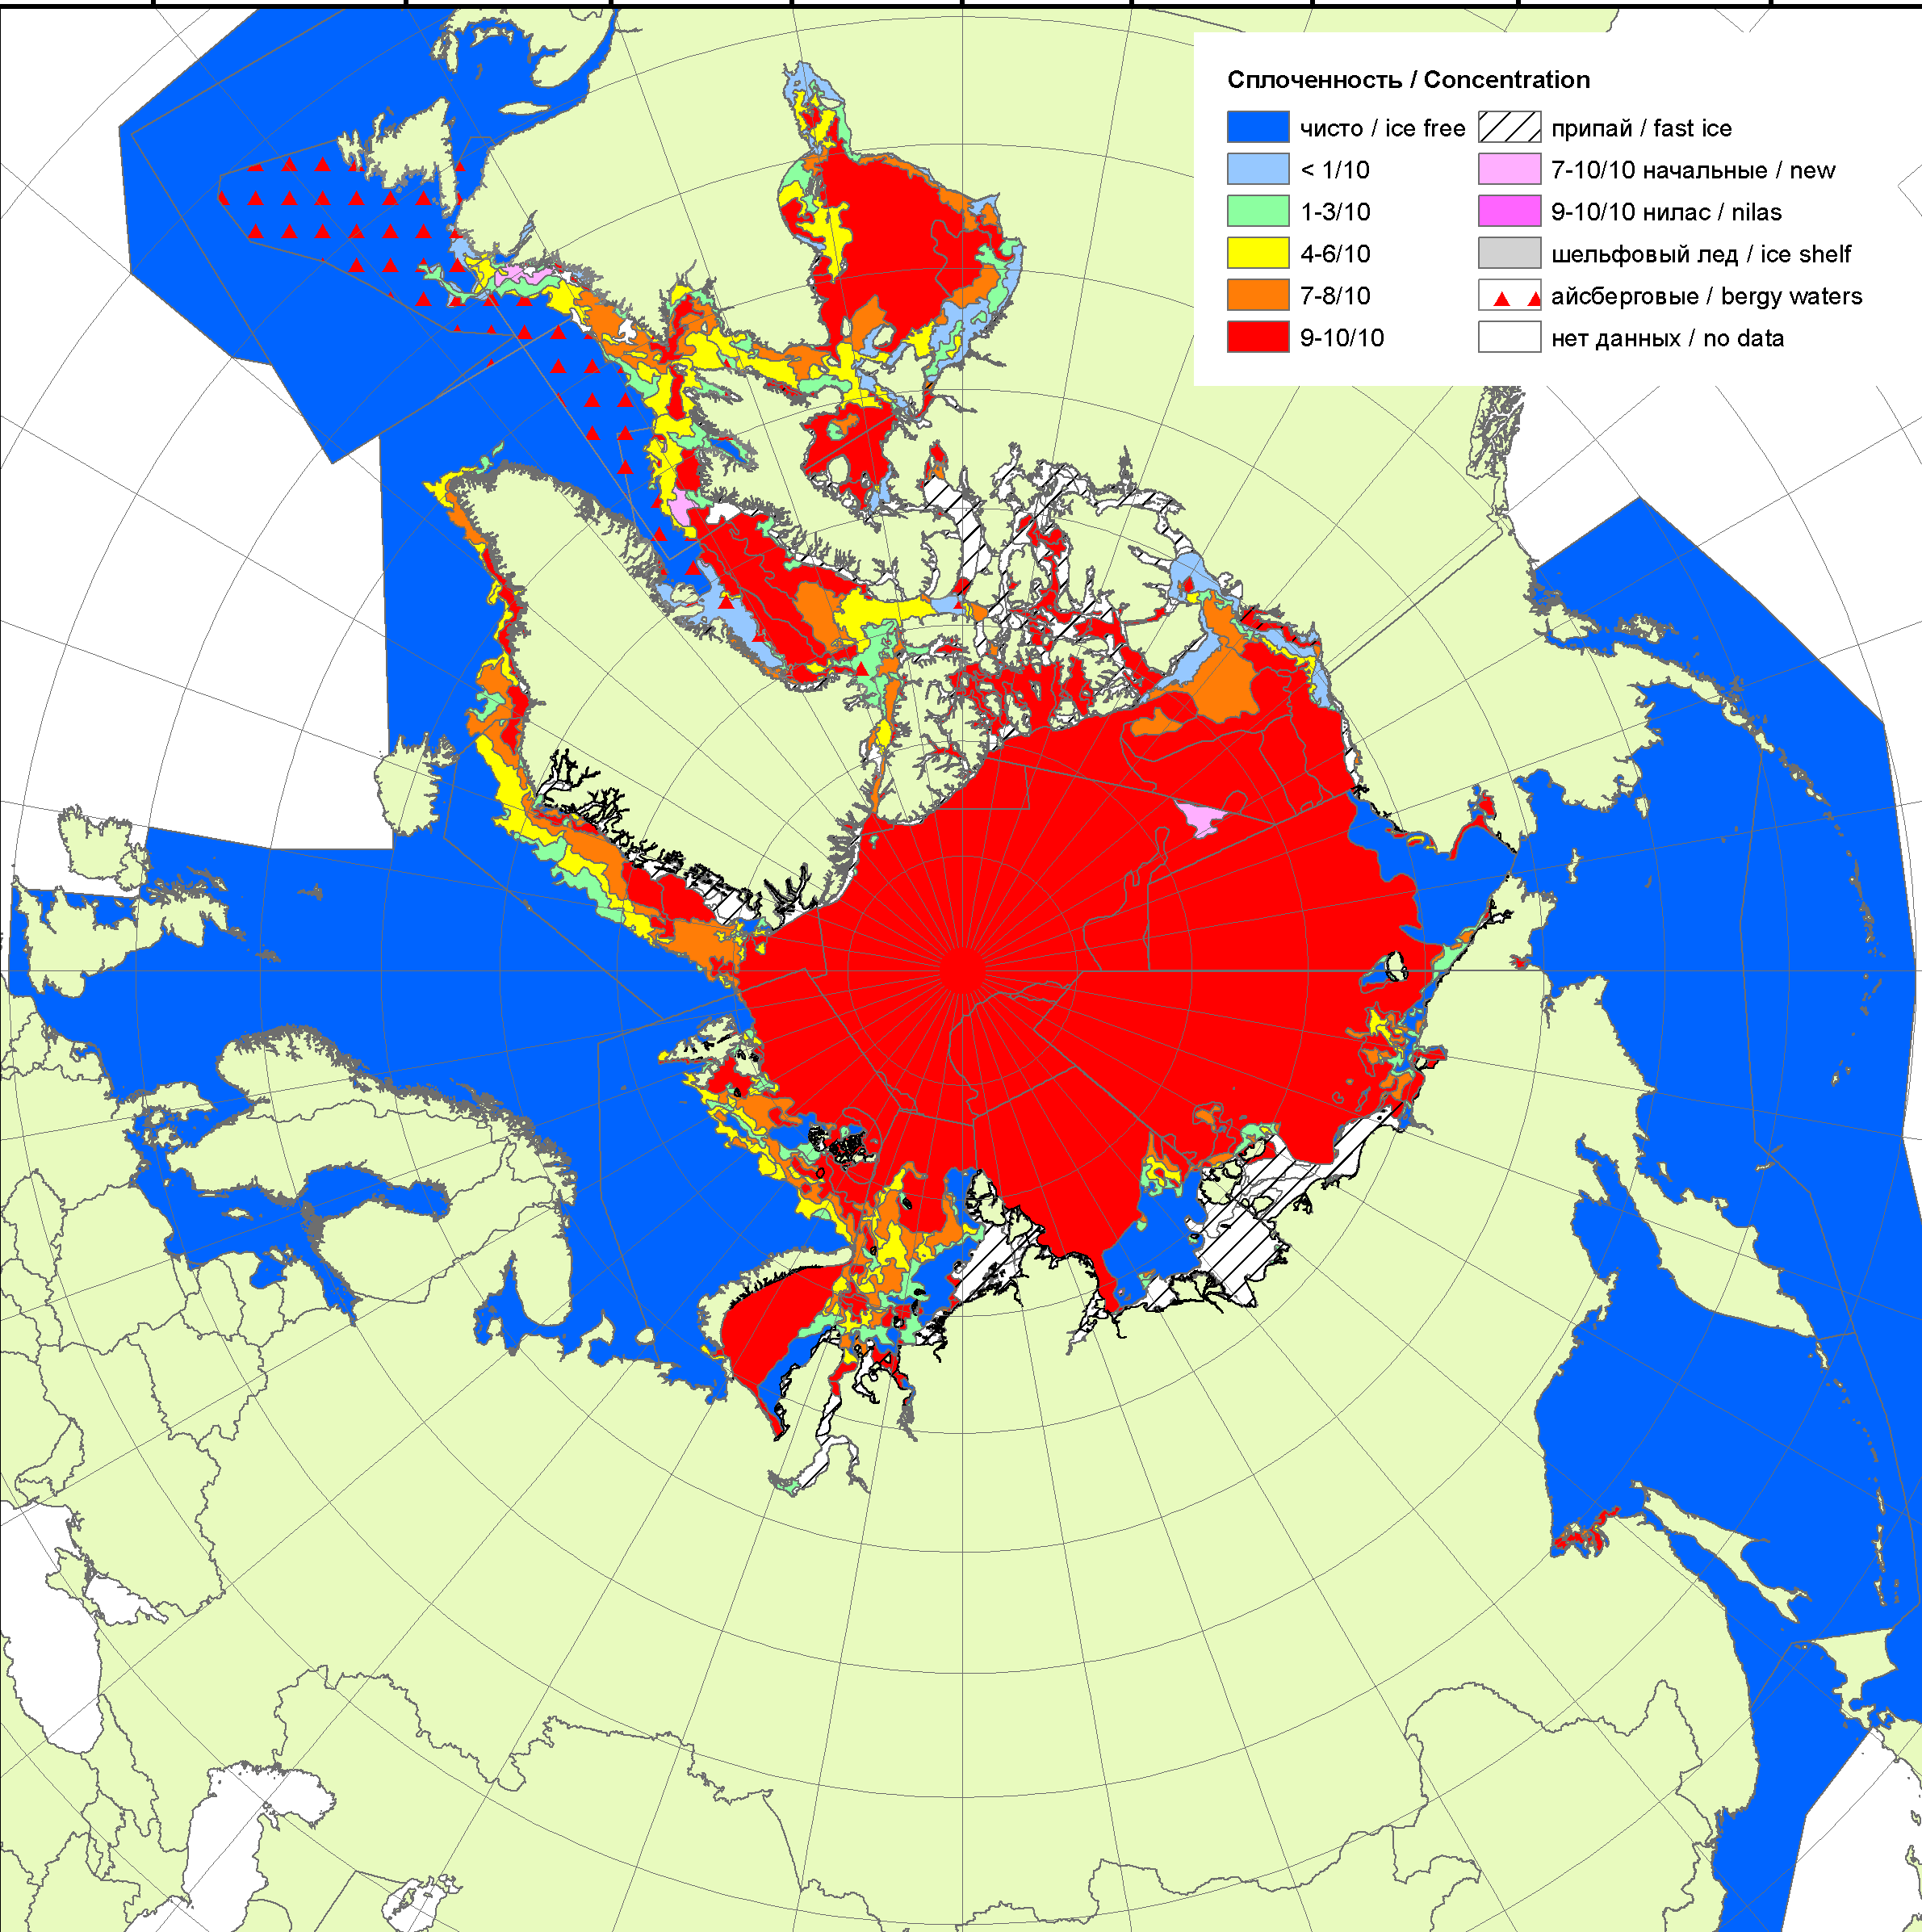 Сплоченность / Concentration
чисто / ice free
< 1/10
1-3/10
4-6/10
7-8/10
9-10/10
припай / fast ice
7-10/10 начальные / new
9-10/10 нилас / nilas
шельфовый лед / ice shelf
айсберговые / bergy waters
нет данных / no data